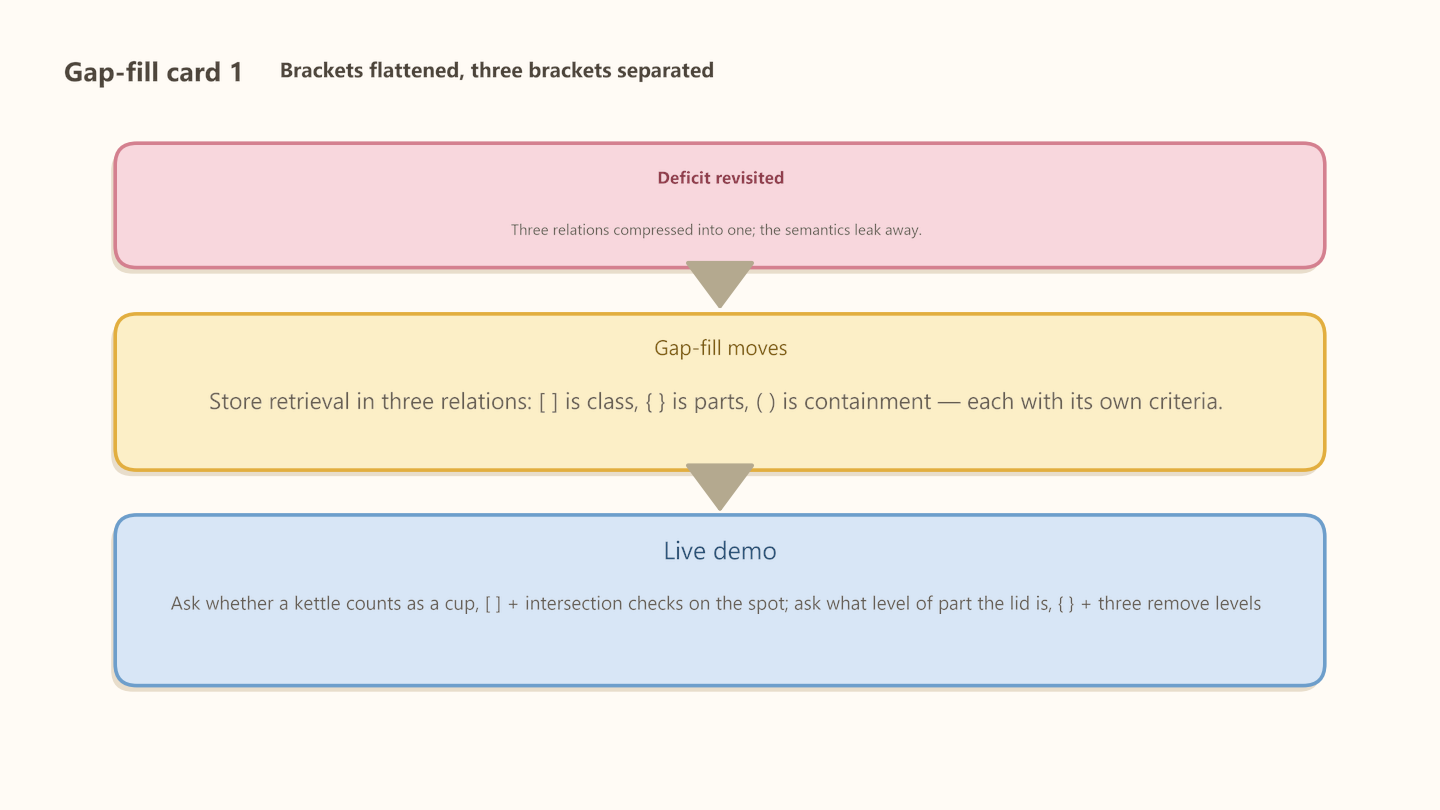 Gap-fill card 1
Brackets flattened, three brackets separated
Deficit revisited
Three relations compressed into one; the semantics leak away.
Gap-fill moves
Store retrieval in three relations: [ ] is class, { } is parts, ( ) is containment — each with its own criteria.
Live demo
Ask whether a kettle counts as a cup, [ ] + intersection checks on the spot; ask what level of part the lid is, { } + three remove levels